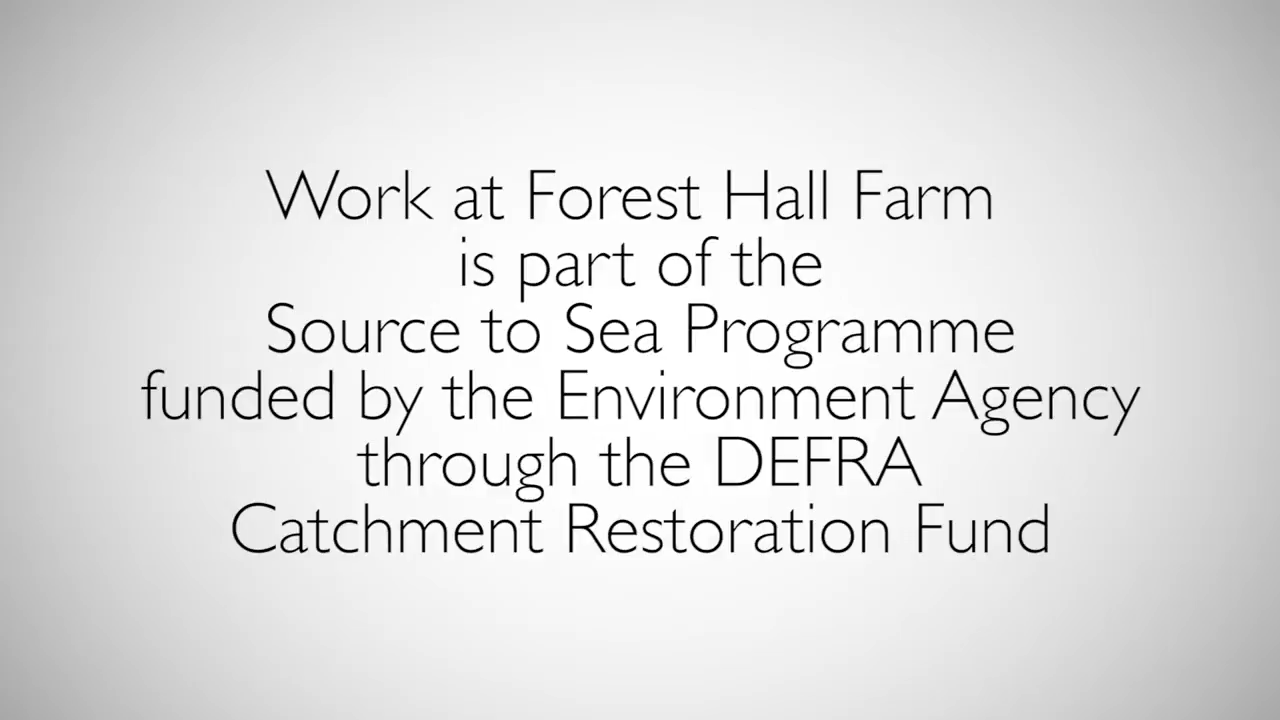 Work at Forest Hall Farm
is part of the
Source to Sea Programme
funded by the Environment Agency
through the DEFRA
Catchment Restoration Fund